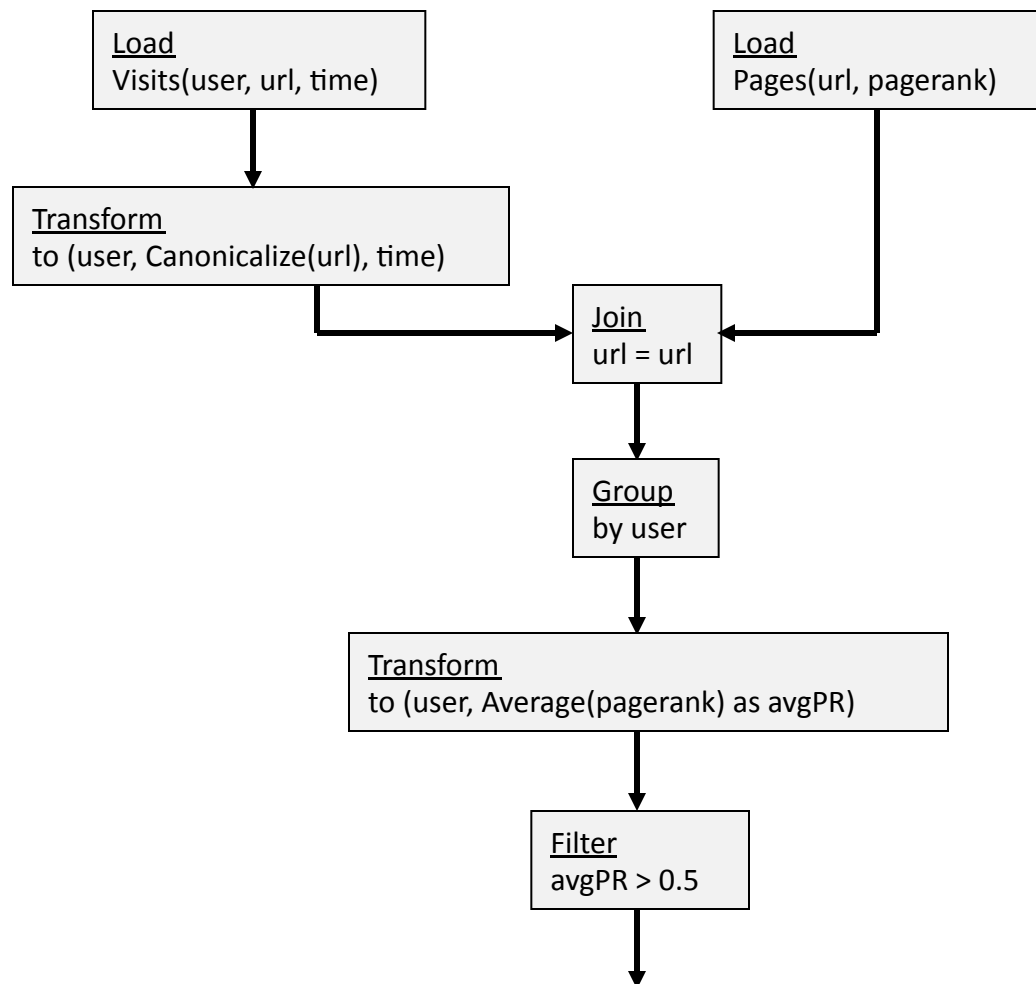 Load
Visits(user, url, time)
Load
Pages(url, pagerank)
Transform
to (user, Canonicalize(url), time)
Join
url = url
Group
by user
Transform
to (user, Average(pagerank) as avgPR)
Filter
avgPR > 0.5